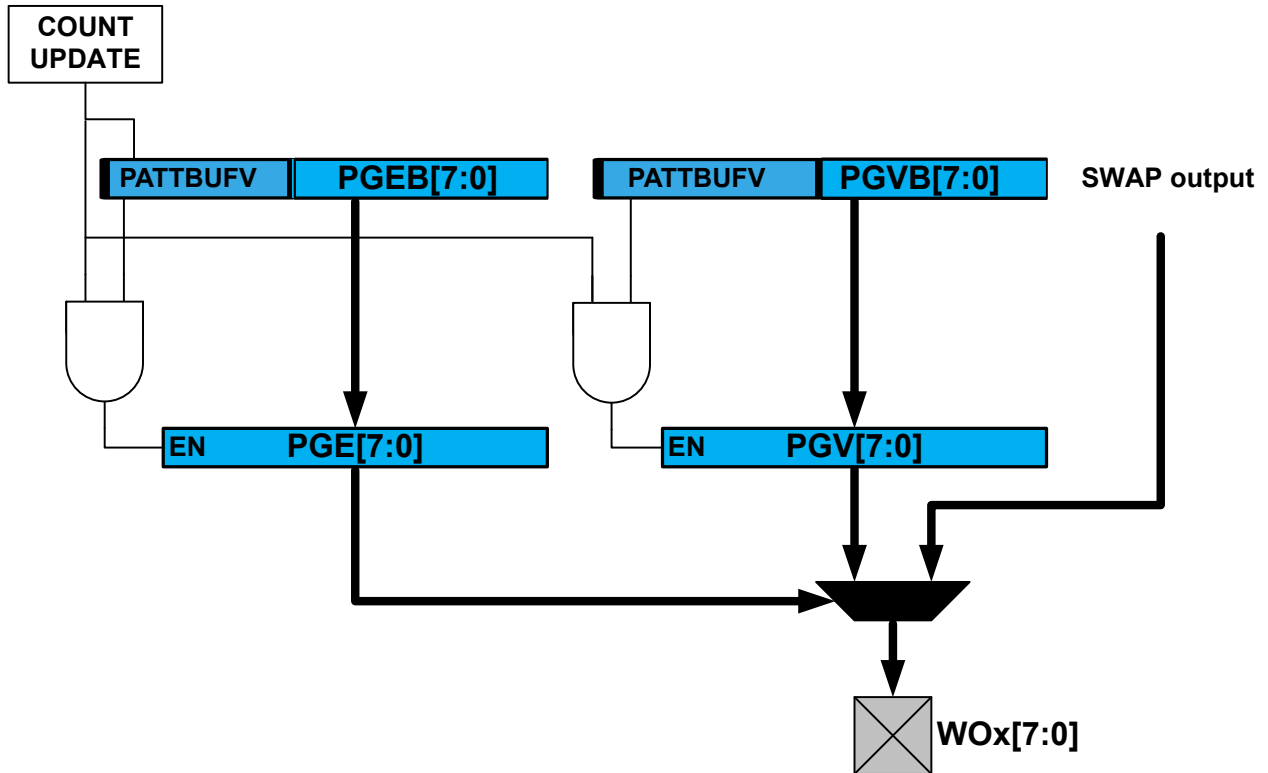 COUNT
UPDATE
PATTBUFV PGEB[7:0] PATTBUFV PGVB[7:0] SWAP output
EN PGE[7:0] EN PGV[7:0]
WOx[7:0]